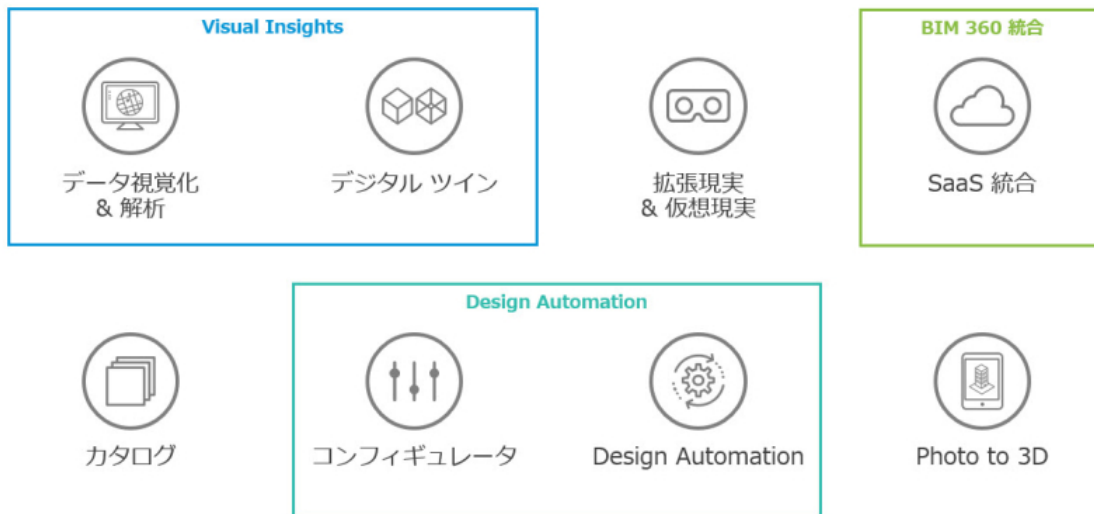 Visual Insights
BIM 360 統合
データ視覚化
& 解析
デジタル ツイン
拡張現実
& 仮想現実
SaaS 統合
Design Automation
カタログ
コンフィギュレータ
Design Automation
Photo to 3D